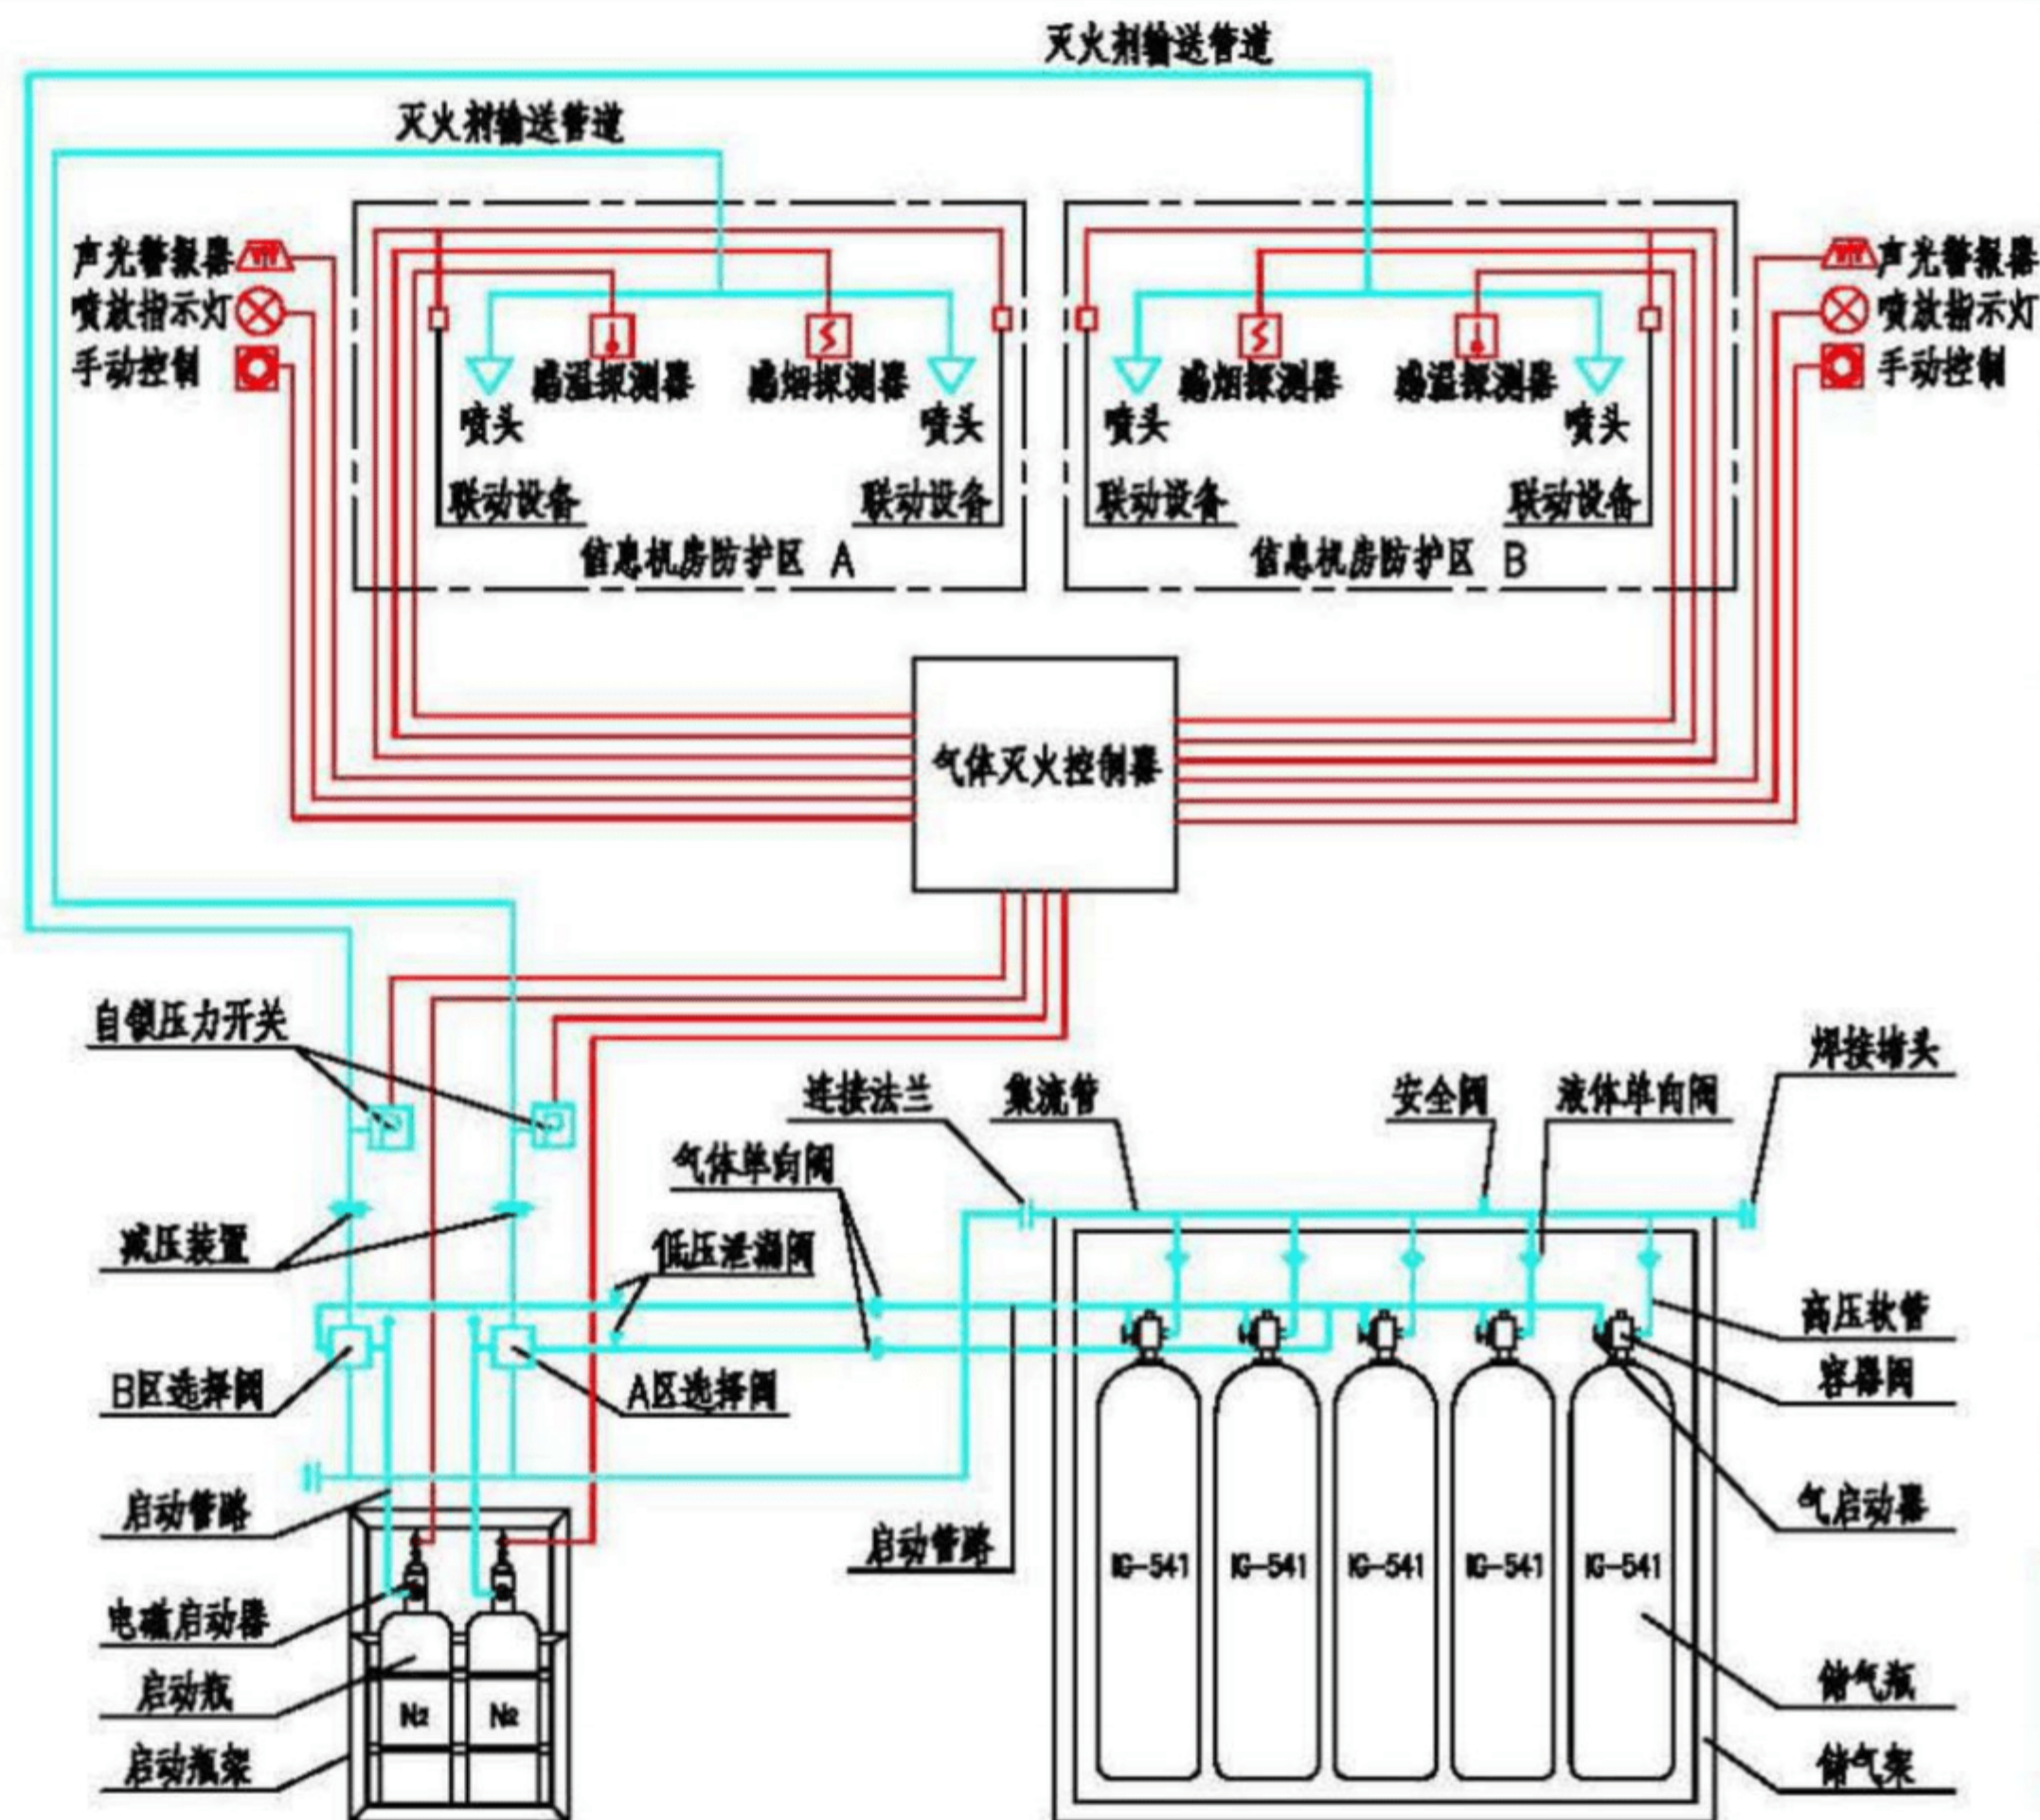 灭火剂输送管道
灭火剂输送管道
声光警报器
喷放指示灯
手动控制
声光警报器
喷放指示灯
手动控制
感温探测器
感烟探测器
喷头
喷头
联动设备
联动设备
信息机房防护区 A
感烟探测器
感温探测器
喷头
喷头
联动设备
联动设备
信息机房防护区 B
气体灭火控制器
自锁压力开关
减压装置
B区选择阀
A区选择阀
气体单向阀
低压泄漏阀
连接法兰
集流管
安全阀
液体单向阀
焊接堵头
高压软管
容器阀
气启动器
启动管路
启动管路
电磁启动器
启动瓶
启动瓶架
N2
N2
IG-541
IG-541
IG-541
IG-541
IG-541
储气瓶
储气架